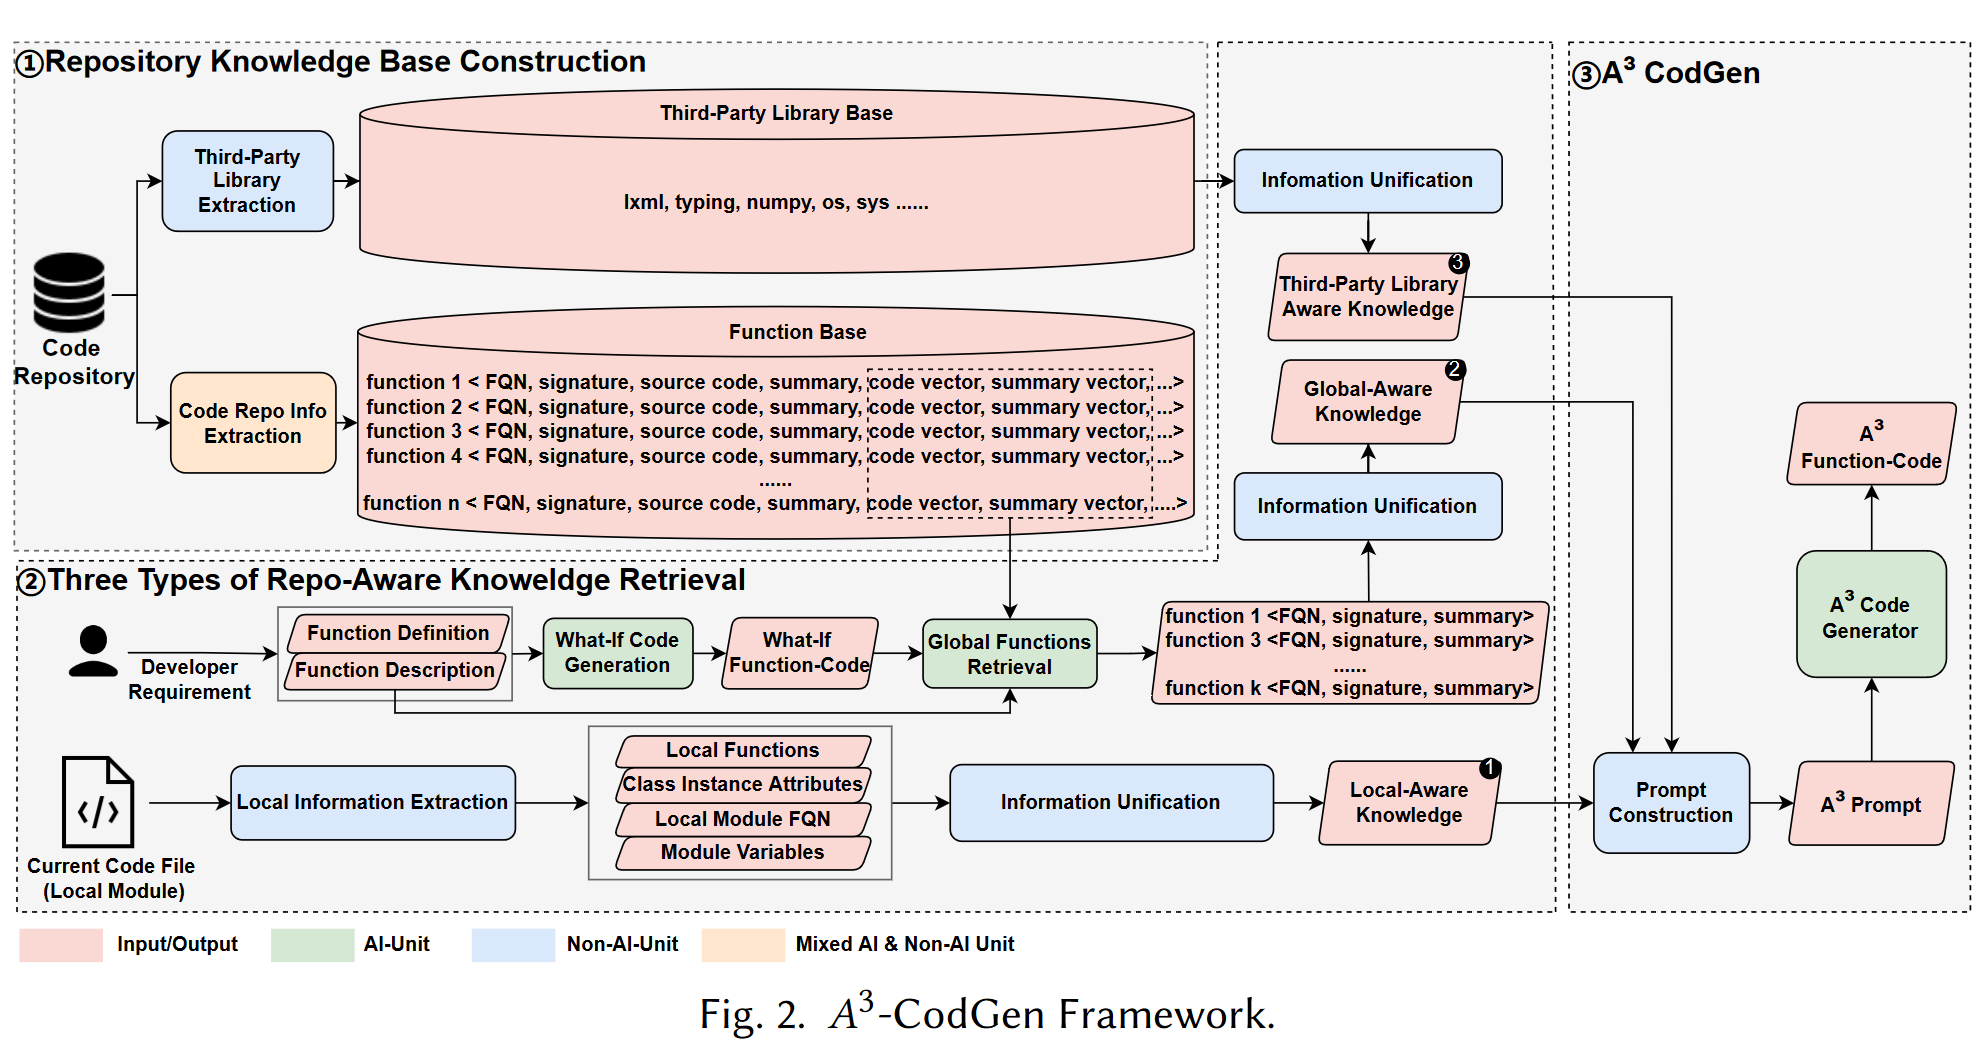 ①Repository Knowledge Base Construction
Third-Party Library Base
Third-Party
Library
Extraction
lxml, typing, numpy, os, sys ......
Code
Repository
Code Repo Info
Extraction
Function Base
function 1 < FQN, signature, source code, summary, code vector, summary vector, ...>
function 2 < FQN, signature, source code, summary, code vector, summary vector, ...>
function 3 < FQN, signature, source code, summary, code vector, summary vector, ...>
function 4 < FQN, signature, source code, summary, code vector, summary vector, ...>
......
function n < FQN, signature, source code, summary, code vector, summary vector, ....>
②Three Types of Repo-Aware Knoweldge Retrieval
Infomation Unification
3
Third-Party Library
Aware Knowledge
2
Global-Aware
Knowledge
Information Unification
Developer
Requirement
Function Definition
Function Description
What-If Code
Generation
What-If
Function-Code
Global Functions
Retrieval
function 1 <FQN, signature, summary>
function 3 <FQN, signature, summary>
......
function k <FQN, signature, summary>
</>
Current Code File
(Local Module)
Local Information Extraction
Local Functions
Class Instance Attributes
Local Module FQN
Module Variables
Information Unification
1
Local-Aware
Knowledge
③A³ CodGen
A³
Function-Code
A³ Code
Generator
Prompt
Construction
A³ Prompt
Input/Output
AI-Unit
Non-AI-Unit
Mixed AI & Non-AI Unit
Fig. 2. A³-CodGen Framework.